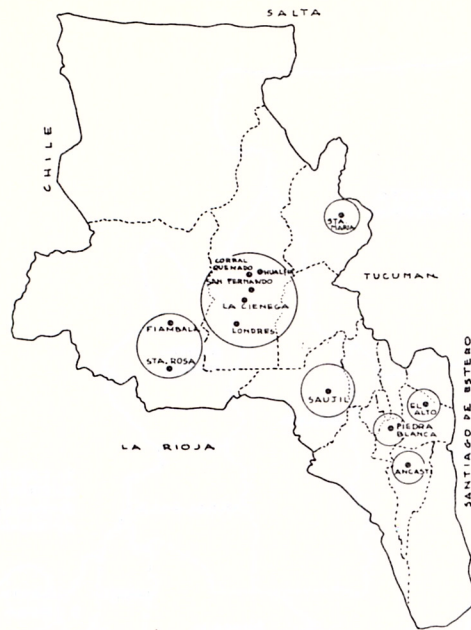 SALTA
CHILE
STA.
MARIA
TUCUMAN
CORRAL
QUEMADO
HUALFIN
SAN FERNANDO
LA CIENEGA
LONDRES
FIAMBALA
STA. ROSA
SAUJIL
EL
ALTO
PIEDRA
BLANCA
ANCASTI
LA RIOJA
SANTIAGO DE ESTERO